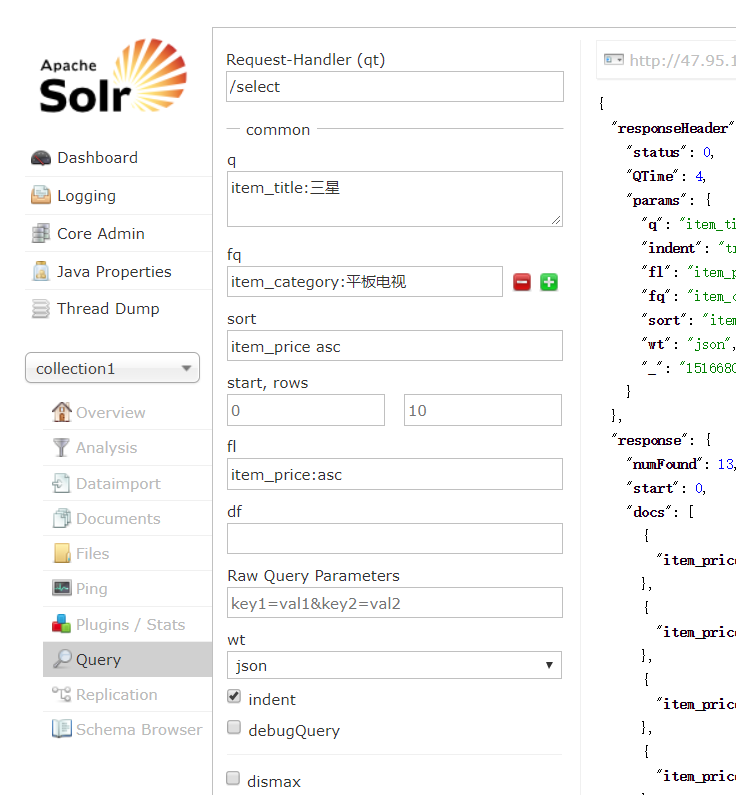 Apache
Solr
Dashboard
Logging
Core Admin
Java Properties
Thread Dump
collection1
Overview
Analysis
Dataimport
Documents
Files
Ping
Plugins / Stats
Query
Replication
Schema Browser
Request-Handler (qt)
/select
common
q
item_title:三星
fq
item_category:平板电视
sort
item_price asc
start, rows
0 10
fl
item_price:asc
df
Raw Query Parameters
key1=val1&key2=val2
wt
json
indent
debugQuery
dismax
http://47.95.1
{
"responseHeader"
"status": 0,
"QTime": 4,
"params": {
"q": "item_ti
"indent": "tr
"fl": "item_p
"fq": "item_c
"sort": "item
"wt": "json",
"_": "1516680
}
},
"response": {
"numFound": 13,
"start": 0,
"docs": [
{
"item_price
},
{
"item_price
},
{
"item_price
},
{
"item_price